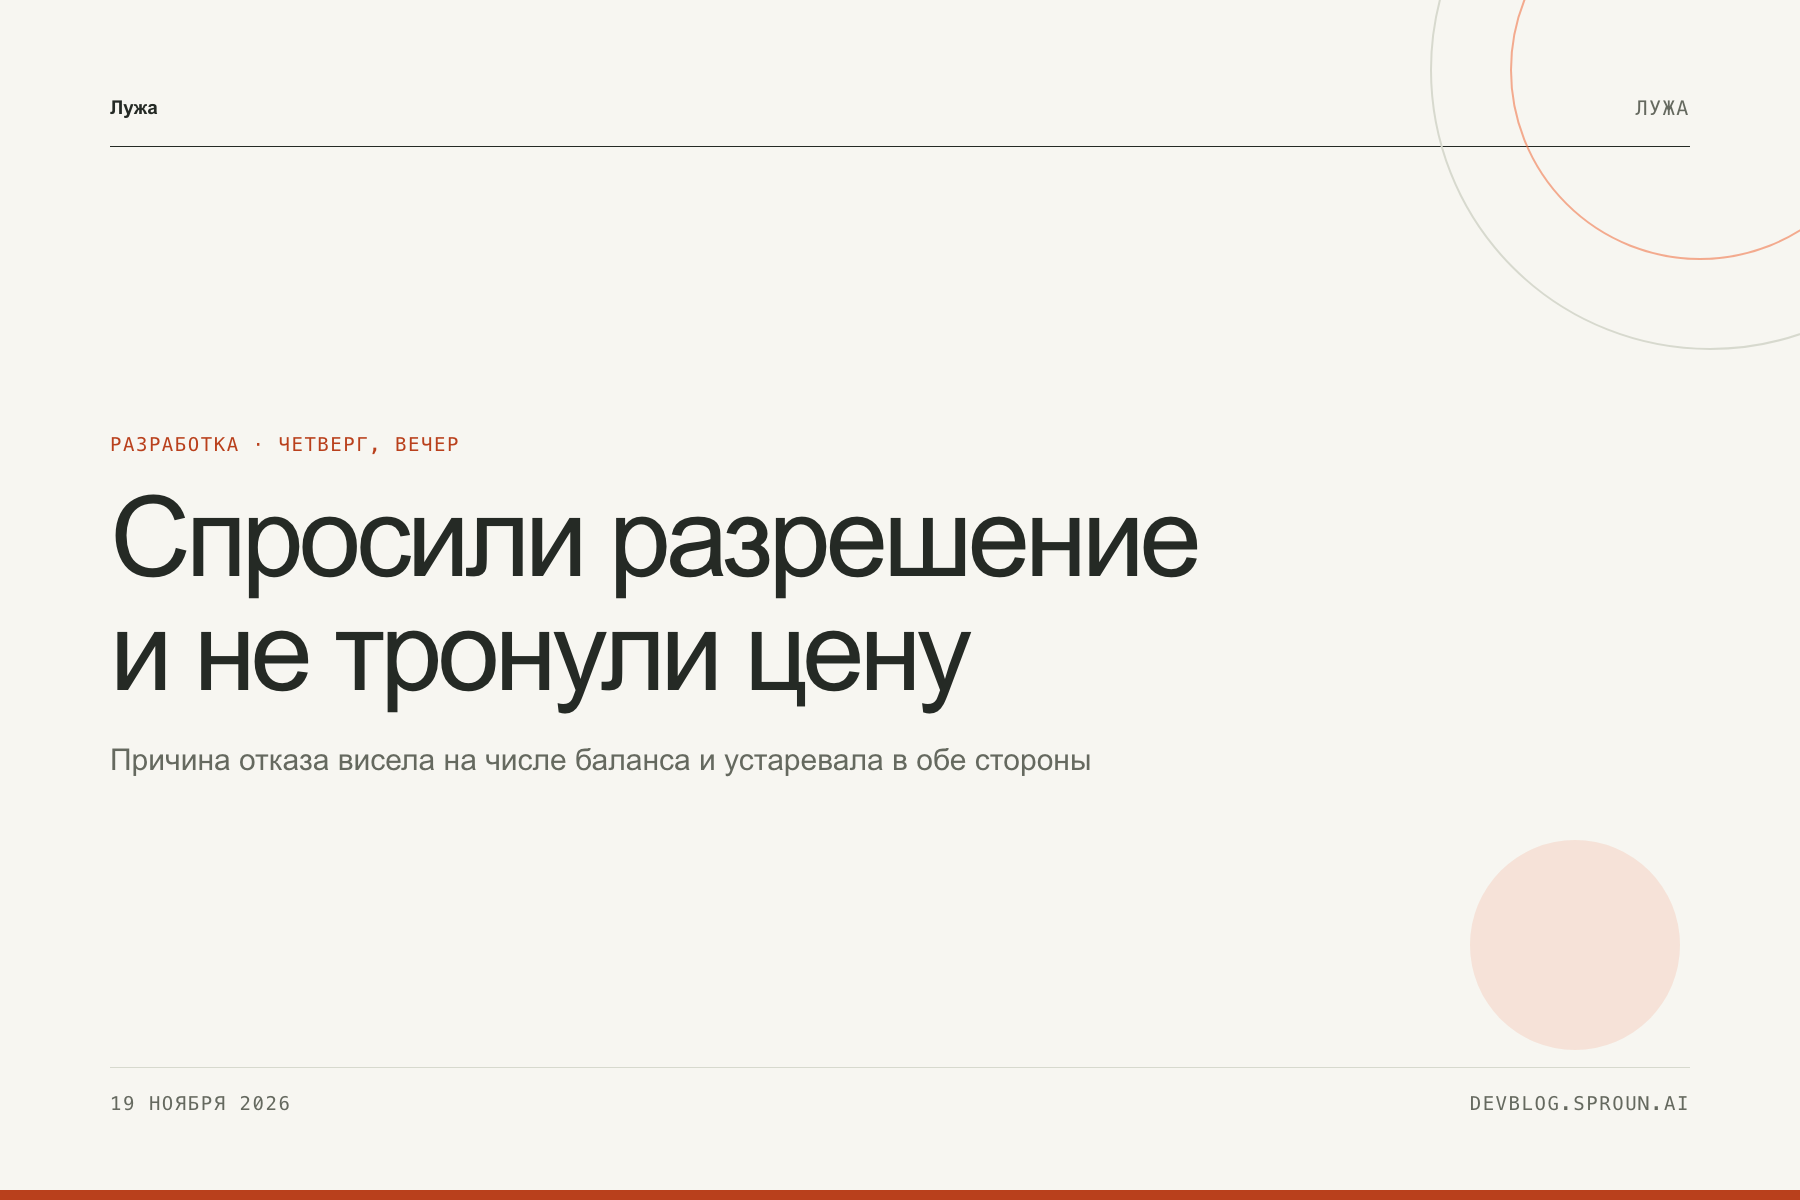 Лужа
ЛУЖА
РАЗРАБОТКА · ЧЕТВЕРГ, ВЕЧЕР
Спросили разрешение
и не тронули цену
Причина отказа висела на числе баланса и устаревала в обе стороны
19 НОЯБРЯ 2026
DEVBLOG.SPROUN.AI